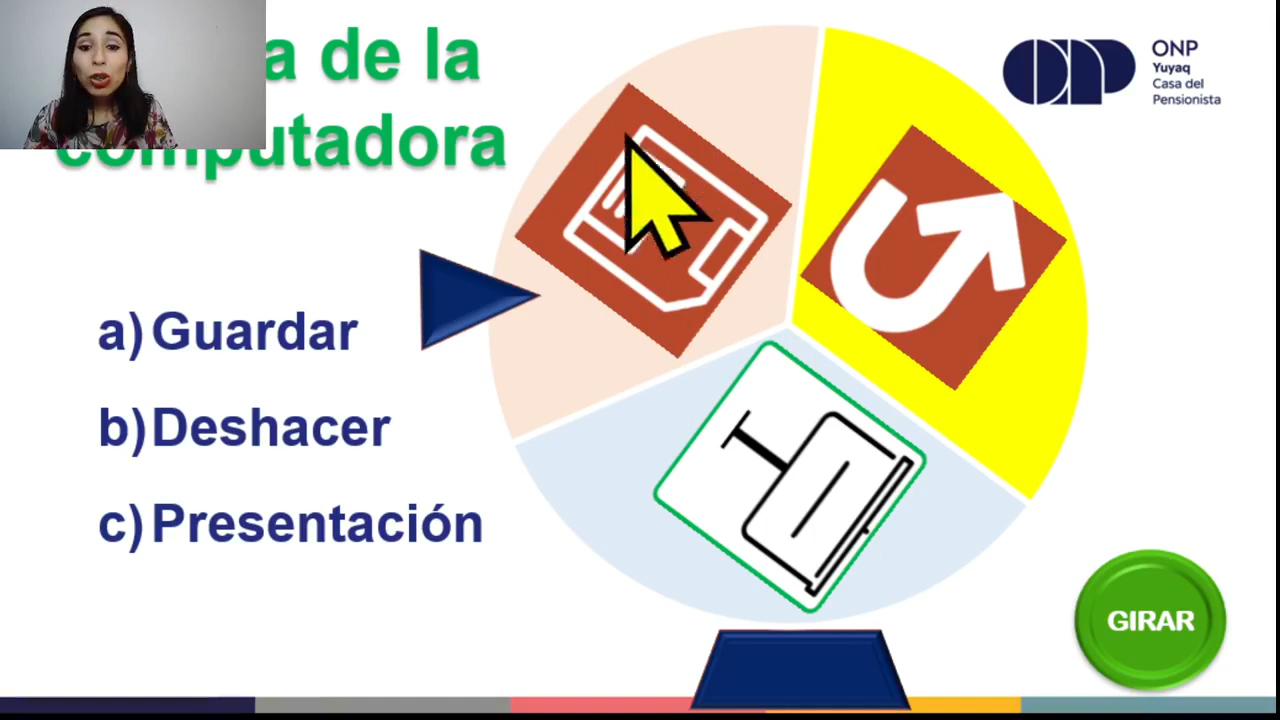 a de la
computadora
ONP
Yuyaq
Casa del
Pensionista
a) Guardar
b) Deshacer
c) Presentación
GIRAR